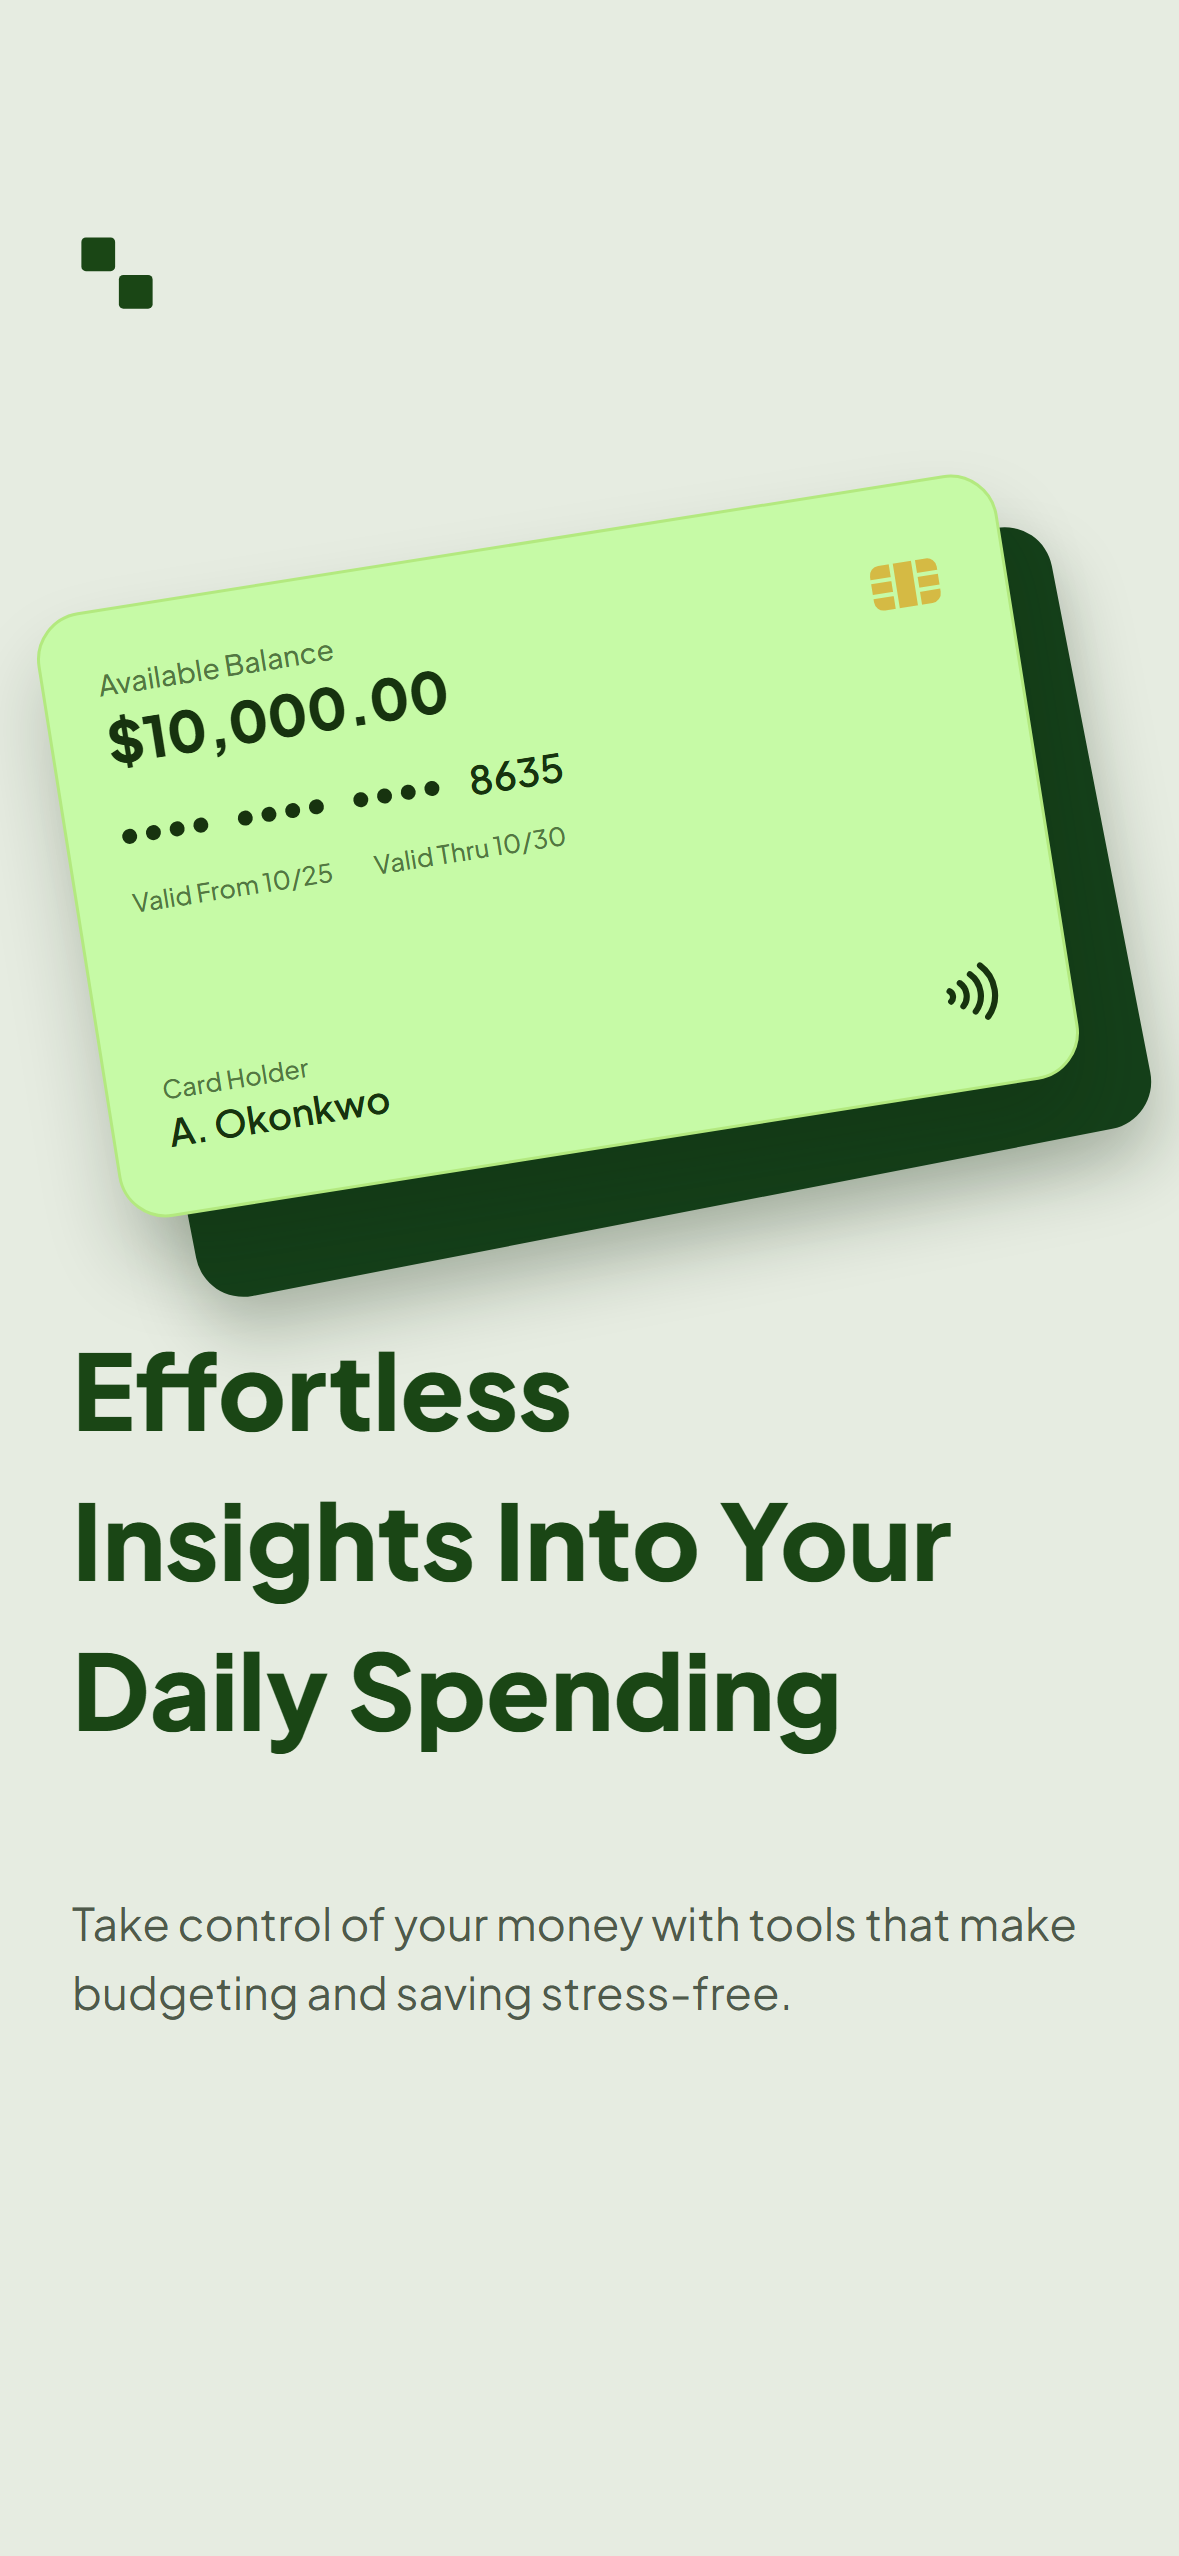 Available Balance
$10,000.00
•••• •••• •••• 8635
Valid From 10/25 Valid Thru 10/30
Card Holder
A. Okonkwo
Effortless
Insights Into Your
Daily Spending
Take control of your money with tools that make
budgeting and saving stress-free.